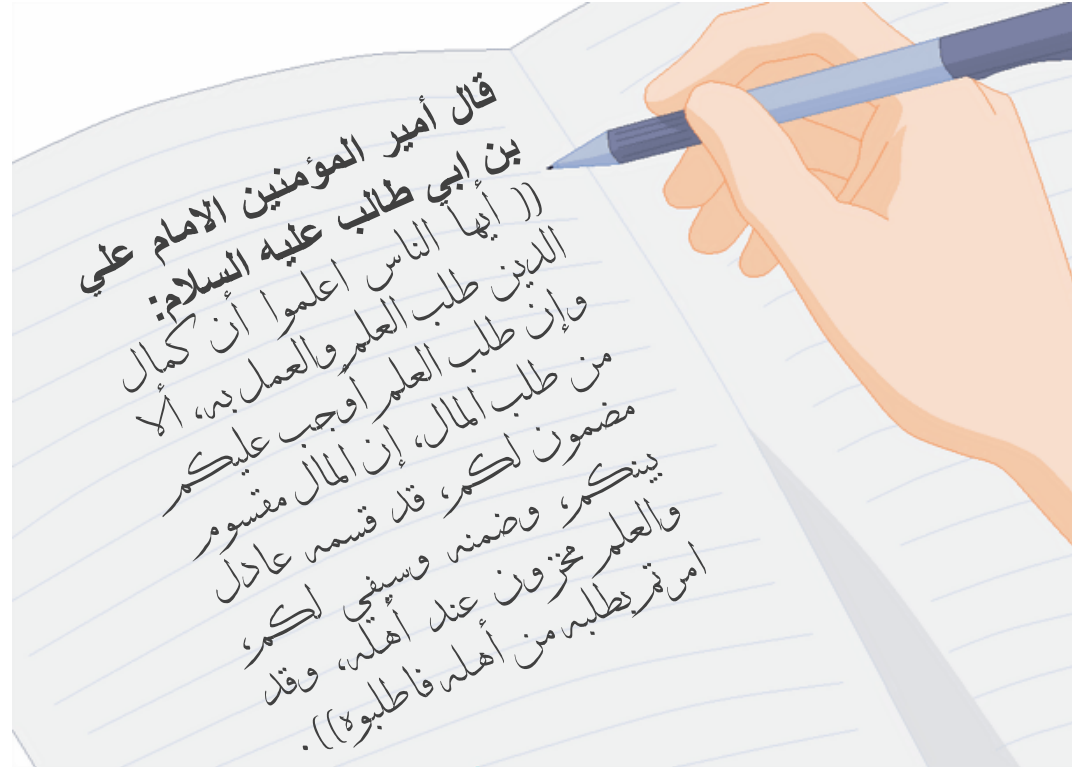 قال أمير المؤمنين الامام علي
بن ابي طالب عليه السلام:
(( أيها الناس اعلموا أن كمال
الدين طلب العلم والعمل به، ألا
وإن طلب العلم أوجب عليكم
من طلب المال، إن المال مقسوم
مضمون لكم، قد قسمه عادل
بينكم، وضمنه وسيفي لكم،
والعلم مخزون عند أهله، وقد
امرتم بطلبه من أهله فاطلبوه)).